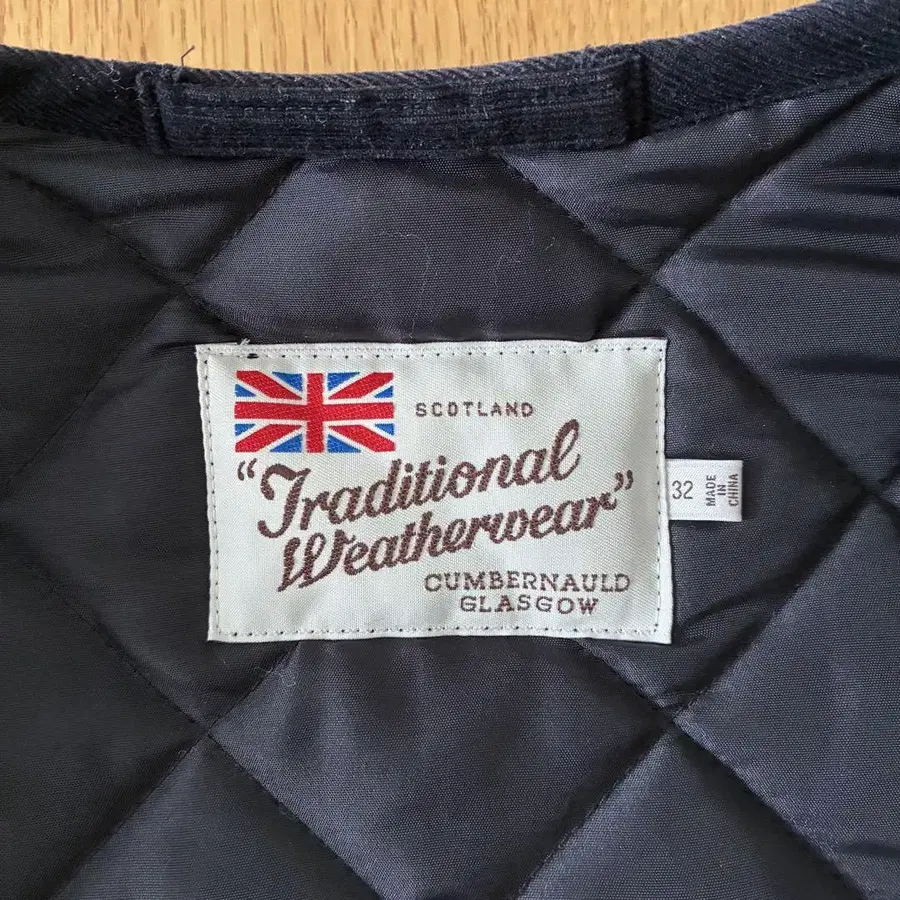 SCOTLAND
"Traditional
Weatherwear"
CUMBERNAULD
GLASGOW
32
MADE
IN
CHINA